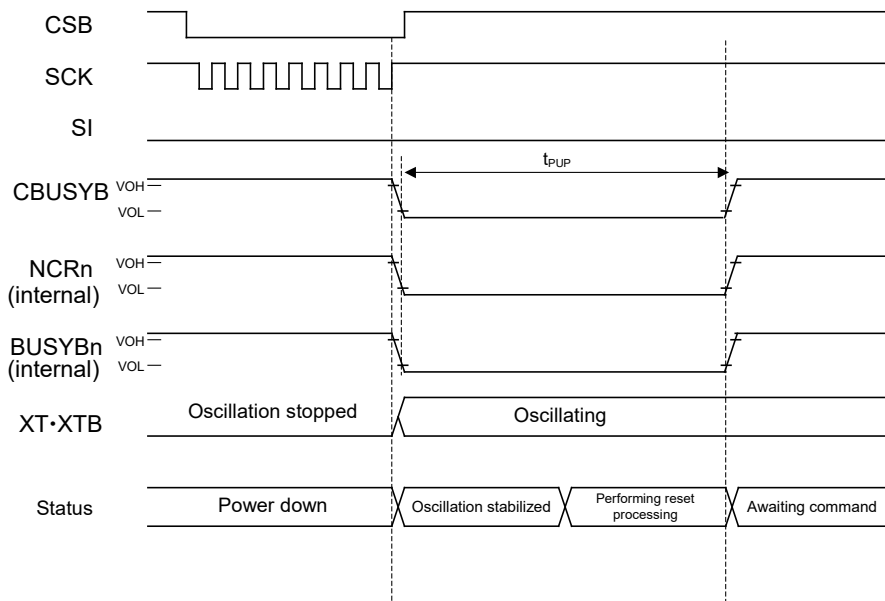 CSB
SCK
SI
tPUP
CBUSYB
VOH
VOL
NCRn
(internal)
VOH
VOL
BUSYBn
(internal)
VOH
VOL
XT・XTB
Oscillation stopped
Oscillating
Status
Power down
Oscillation stabilized
Performing reset
processing
Awaiting command